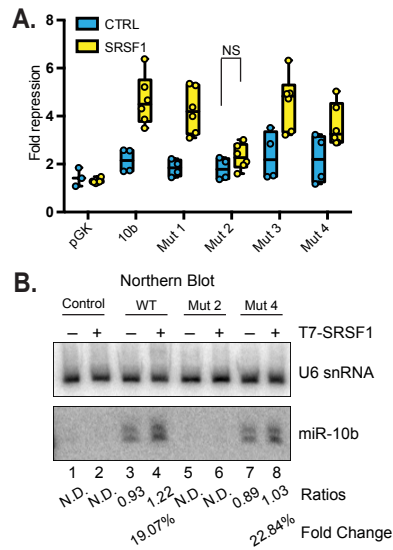 A.
CTRL
SRSF1
NS
Fold repression
8
6
4
2
0
pGK
10b
Mut 1
Mut 2
Mut 3
Mut 4
B.
Northern Blot
Control
WT
Mut 2
Mut 4
– + – + – + – + T7-SRSF1
U6 snRNA
miR-10b
1 2 3 4 5 6 7 8
N.D. N.D. 0.93 1.22 N.D. N.D. 0.89 1.03 Ratios
19.07% 22.84% Fold Change